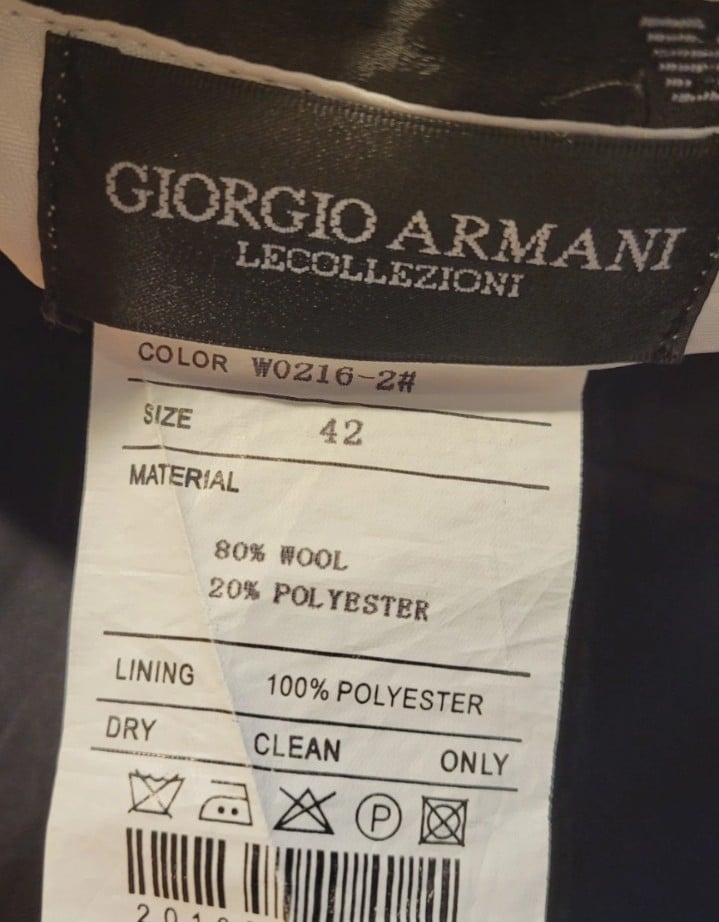 GIORGIO ARMANI
LECOLLEZIONI
COLOR W0216-2#
SIZE 42
MATERIAL
80% WOOL
20% POLYESTER
LINING 100% POLYESTER
DRY CLEAN ONLY
P